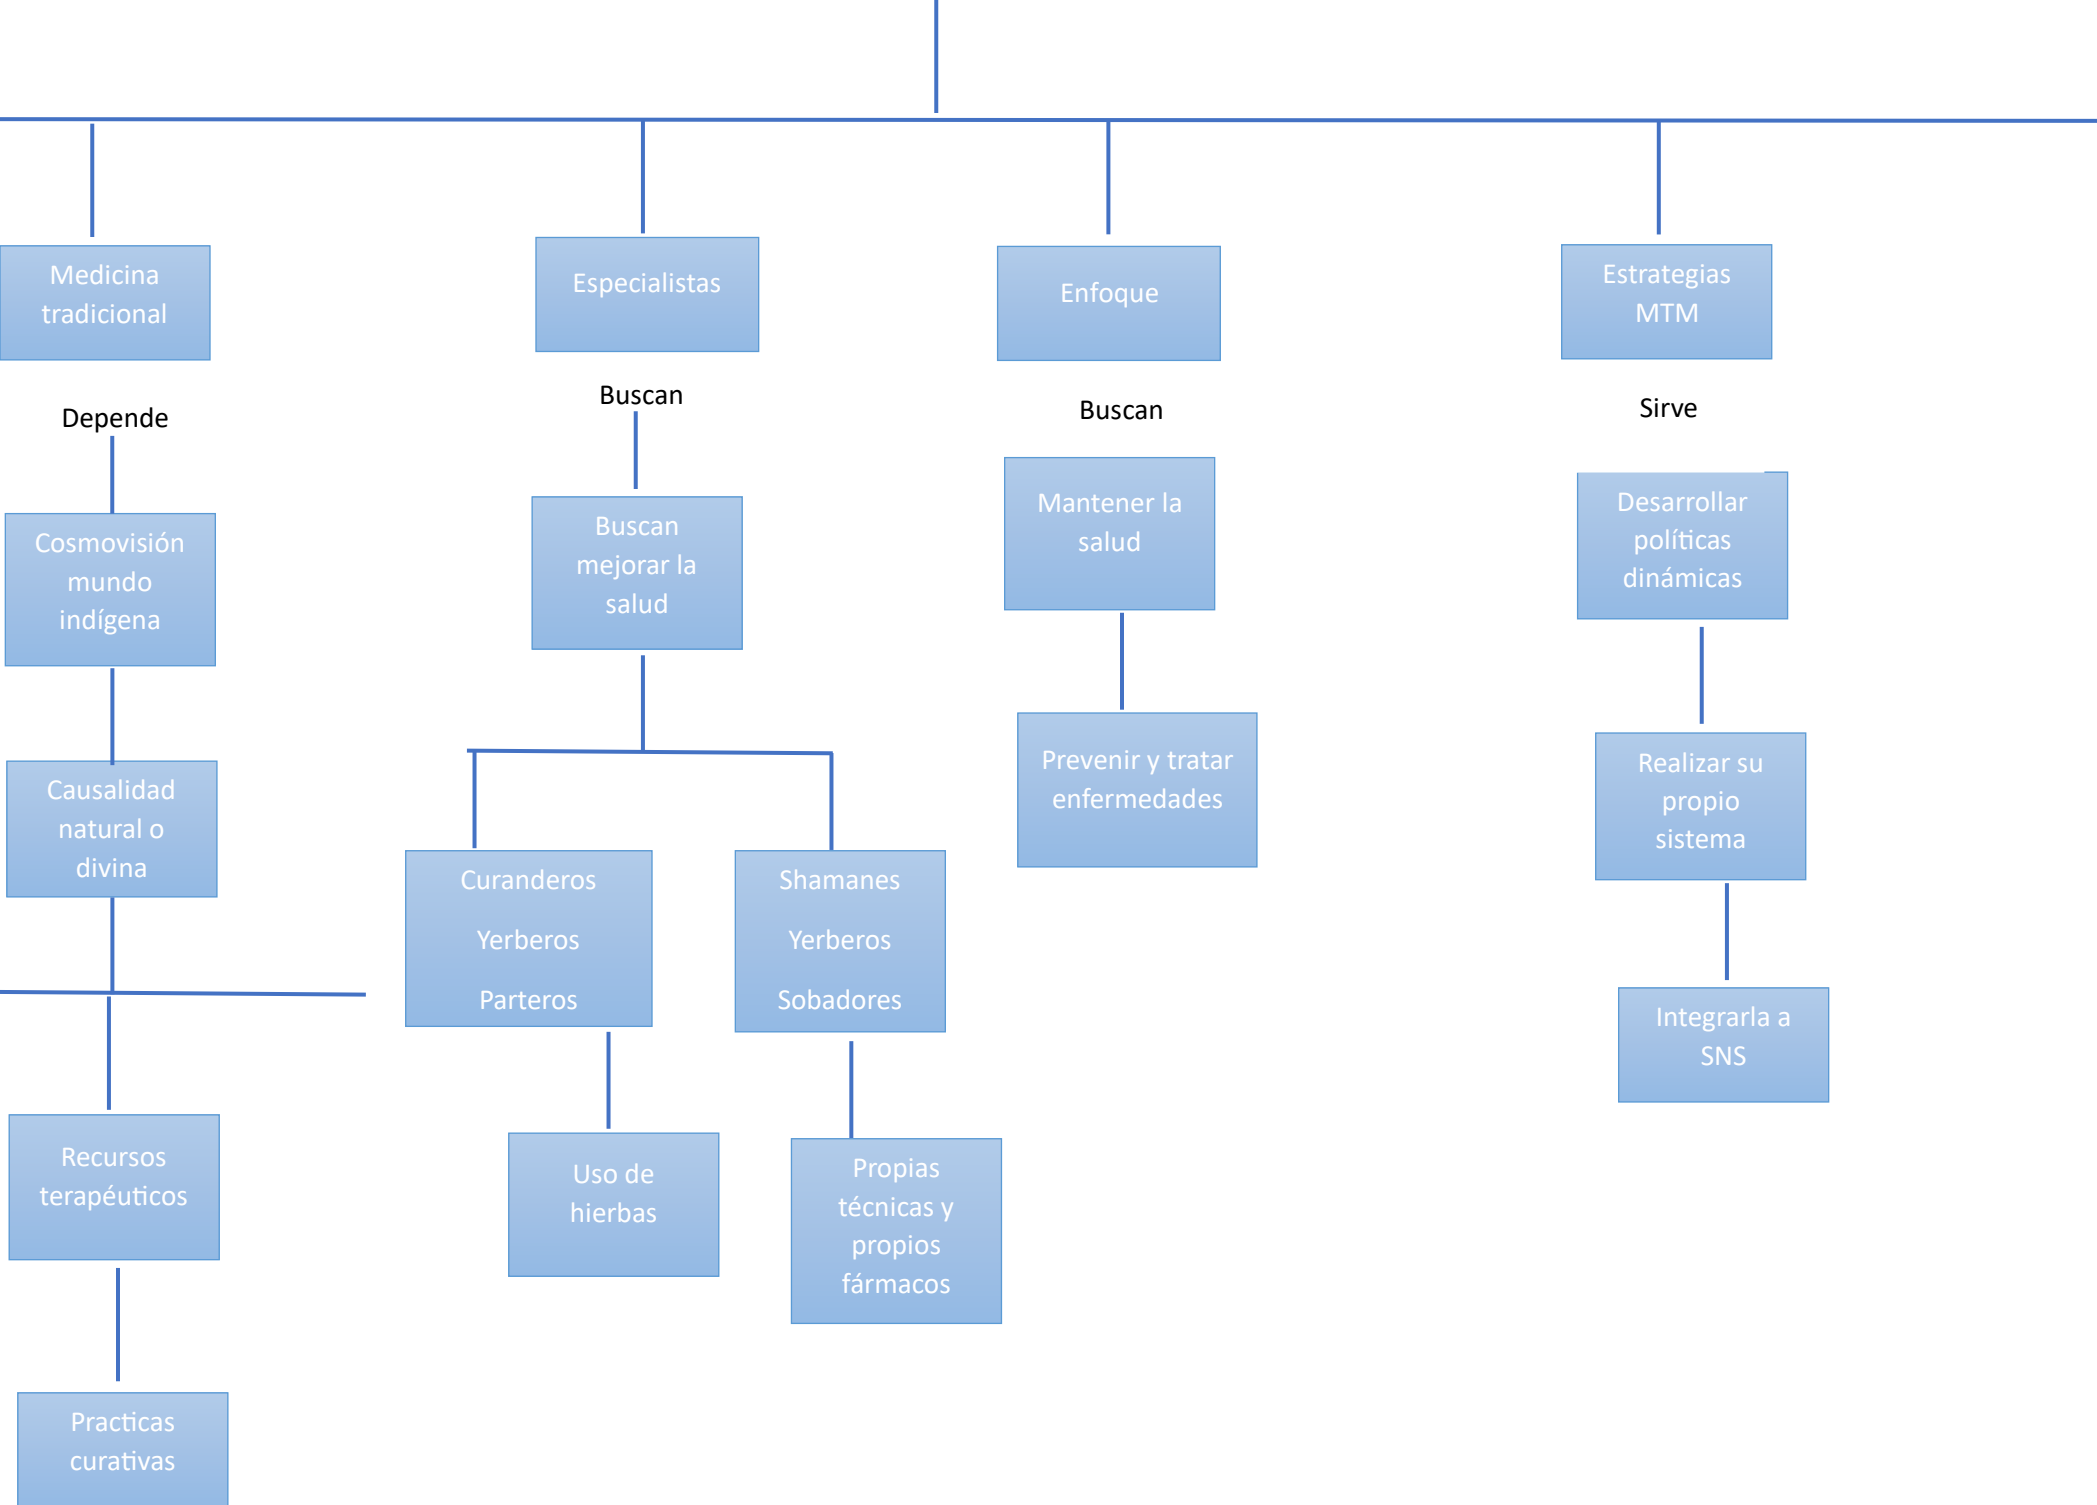 Medicina
tradicional
Depende
Cosmovisión
mundo
indígena
Causalidad
natural o
divina
Recursos
terapéuticos
Practicas
curativas
Especialistas
Buscan
Buscan
mejorar la
salud
Curanderos
Yerberos
Parteros
Uso de
hierbas
Shamanes
Yerberos
Sobadores
Propias
técnicas y
propios
fármacos
Enfoque
Buscan
Mantener la
salud
Prevenir y tratar
enfermedades
Estrategias
MTM
Sirve
Desarrollar
políticas
dinámicas
Realizar su
propio
sistema
Integrarla a
SNS